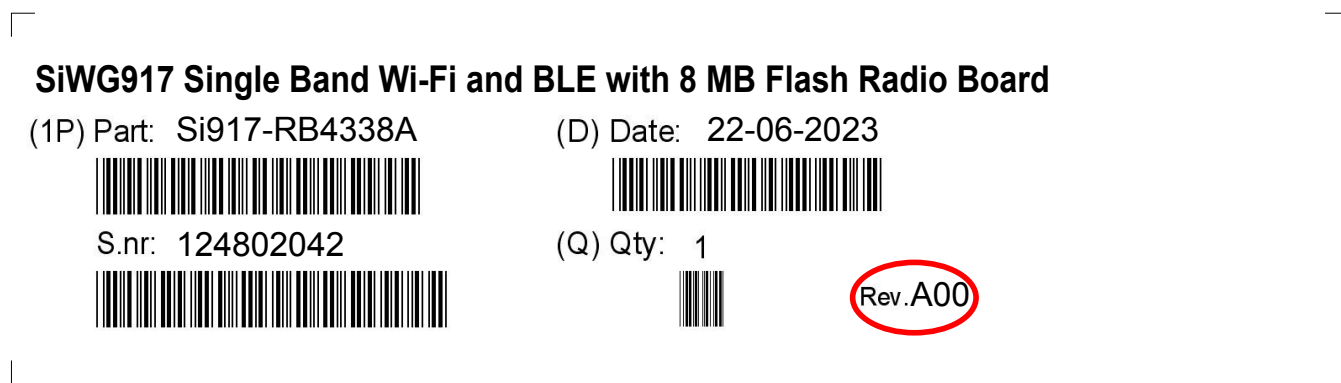 SiWG917 Single Band Wi-Fi and BLE with 8 MB Flash Radio Board
(1P) Part: Si917-RB4338A (D) Date: 22-06-2023
S.nr: 124802042 (Q) Qty: 1
Rev.A00